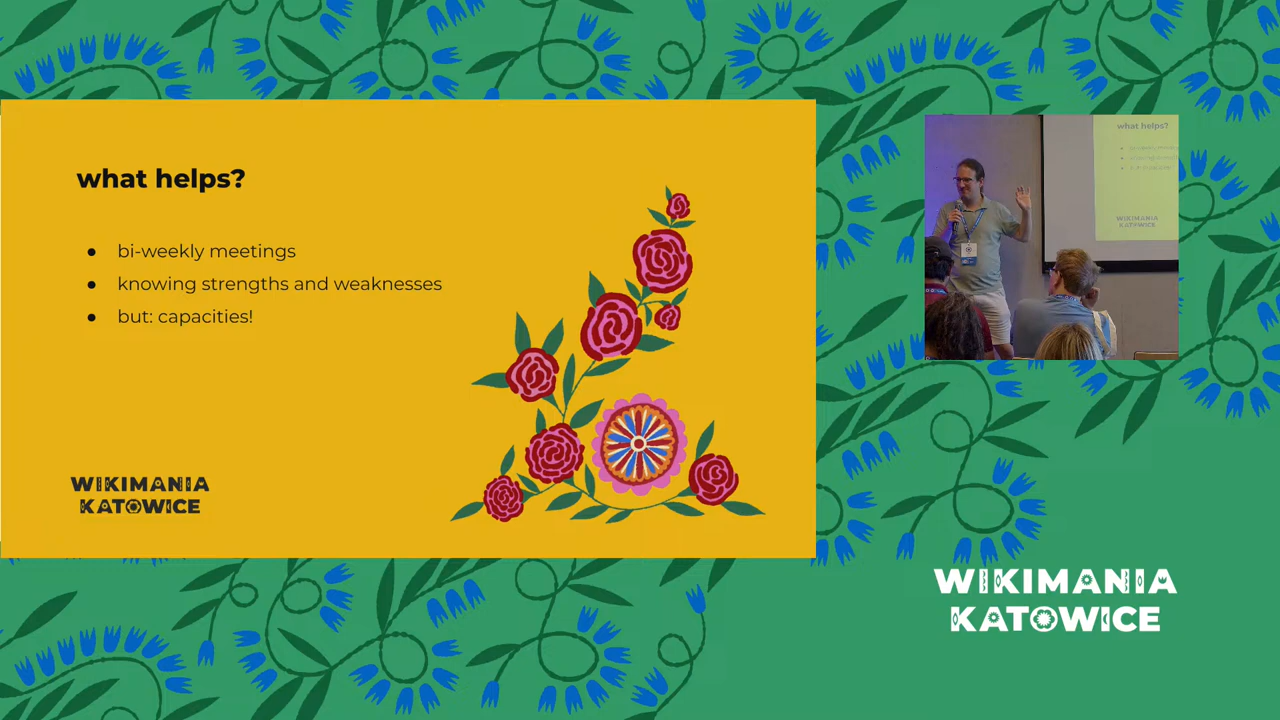 what helps?
● bi-weekly meetings
● knowing strengths and weaknesses
● but: capacities!
WIKIMANIA
KATOWICE
what helps?
WIKIMANIA
KATOWICE
WIKIMANIA
KATOWICE